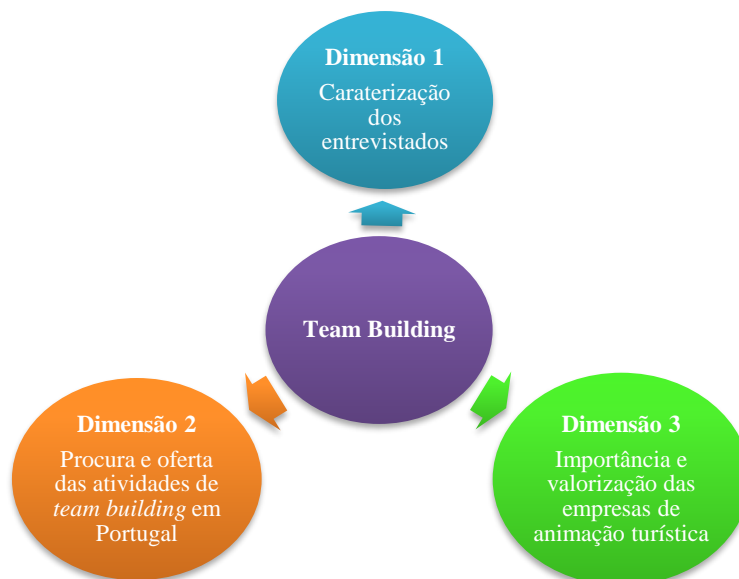 Dimensão 1
Caraterização
dos
entrevistados
Team Building
Dimensão 2
Procura e oferta
das atividades de
team building em
Portugal
Dimensão 3
Importância e
valorização das
empresas de
animação turística